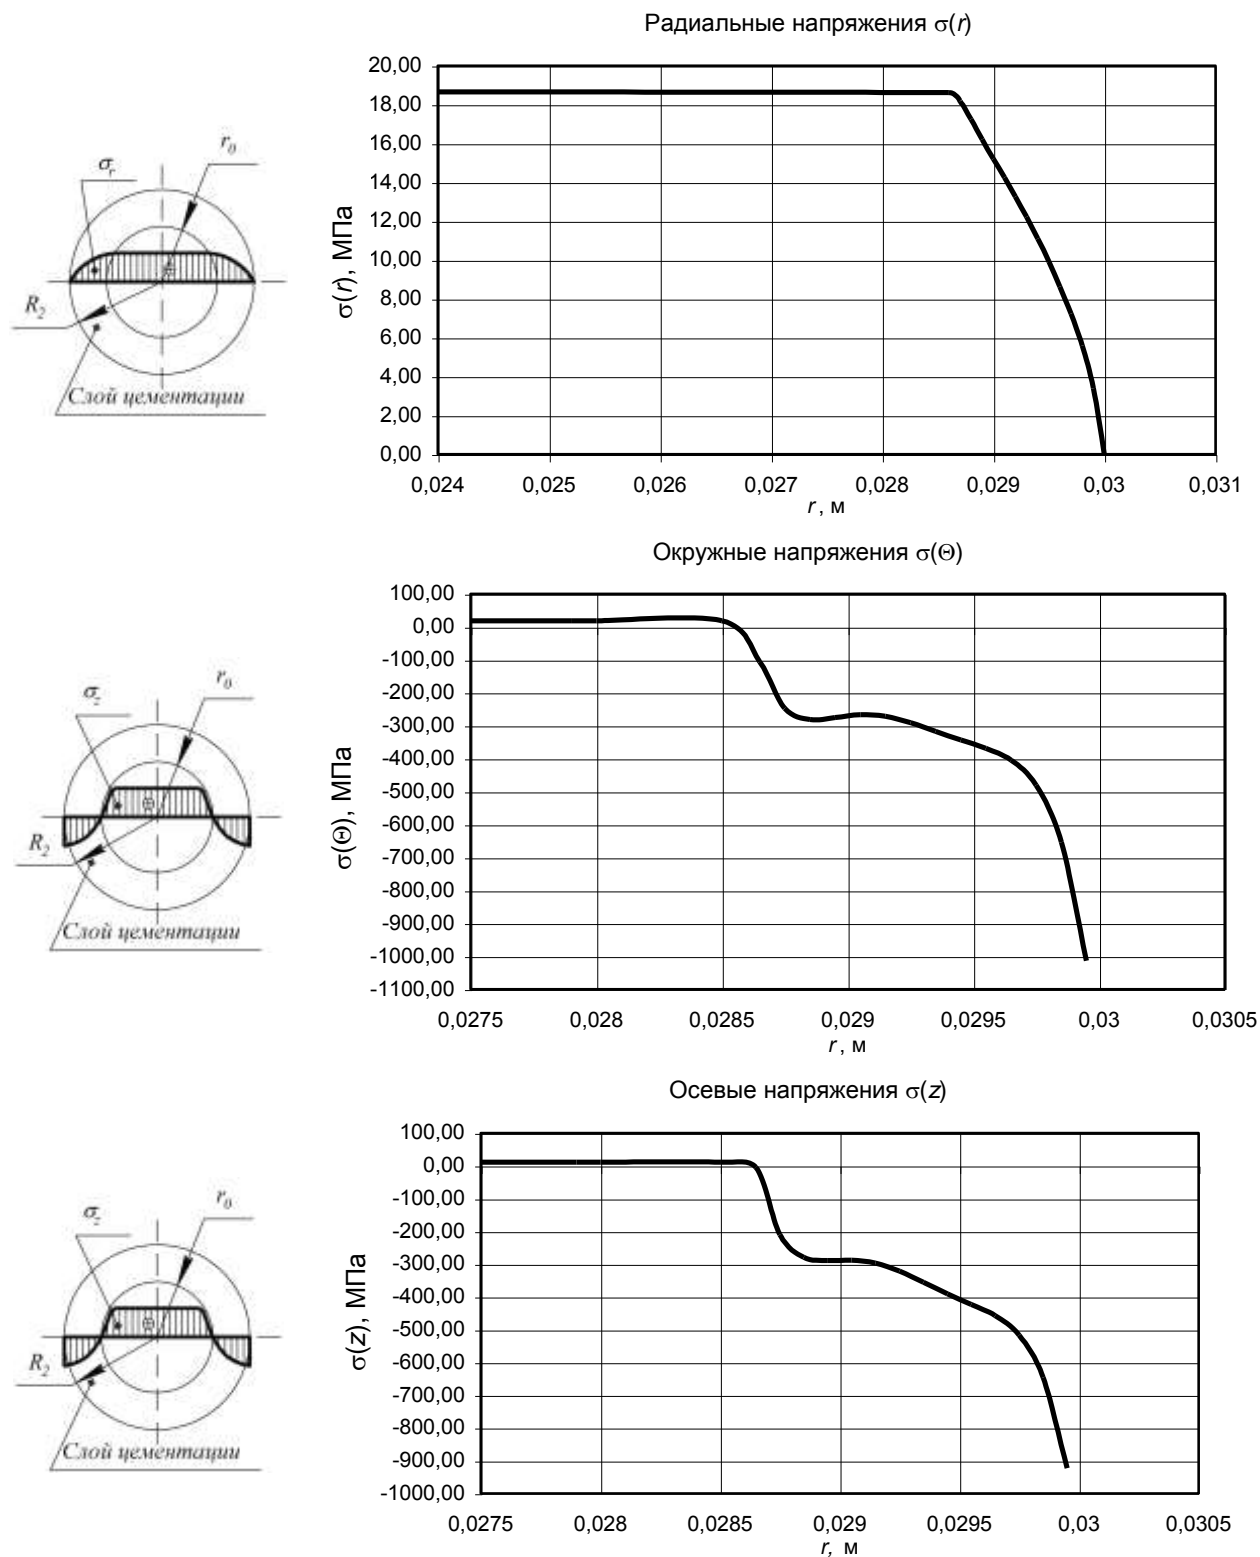 Радиальные напряжения σ(r)
20,00
18,00
16,00
14,00
12,00
10,00
8,00
6,00
4,00
2,00
0,00
σ(r), МПа
0,024 0,025 0,026 0,027 0,028 0,029 0,03 0,031
r, м
r₀
σᵣ
R₂
Слой цементации
Окружные напряжения σ(Θ)
100,00
0,00
-100,00
-200,00
-300,00
-400,00
-500,00
-600,00
-700,00
-800,00
-900,00
-1000,00
-1100,00
σ(Θ), МПа
0,0275 0,028 0,0285 0,029 0,0295 0,03 0,0305
r, м
r₀
σ_z
R₂
Слой цементации
Осевые напряжения σ(z)
100,00
0,00
-100,00
-200,00
-300,00
-400,00
-500,00
-600,00
-700,00
-800,00
-900,00
-1000,00
σ(z), МПа
0,0275 0,028 0,0285 0,029 0,0295 0,03 0,0305
r, м
r₀
σ_z
R₂
Слой цементации